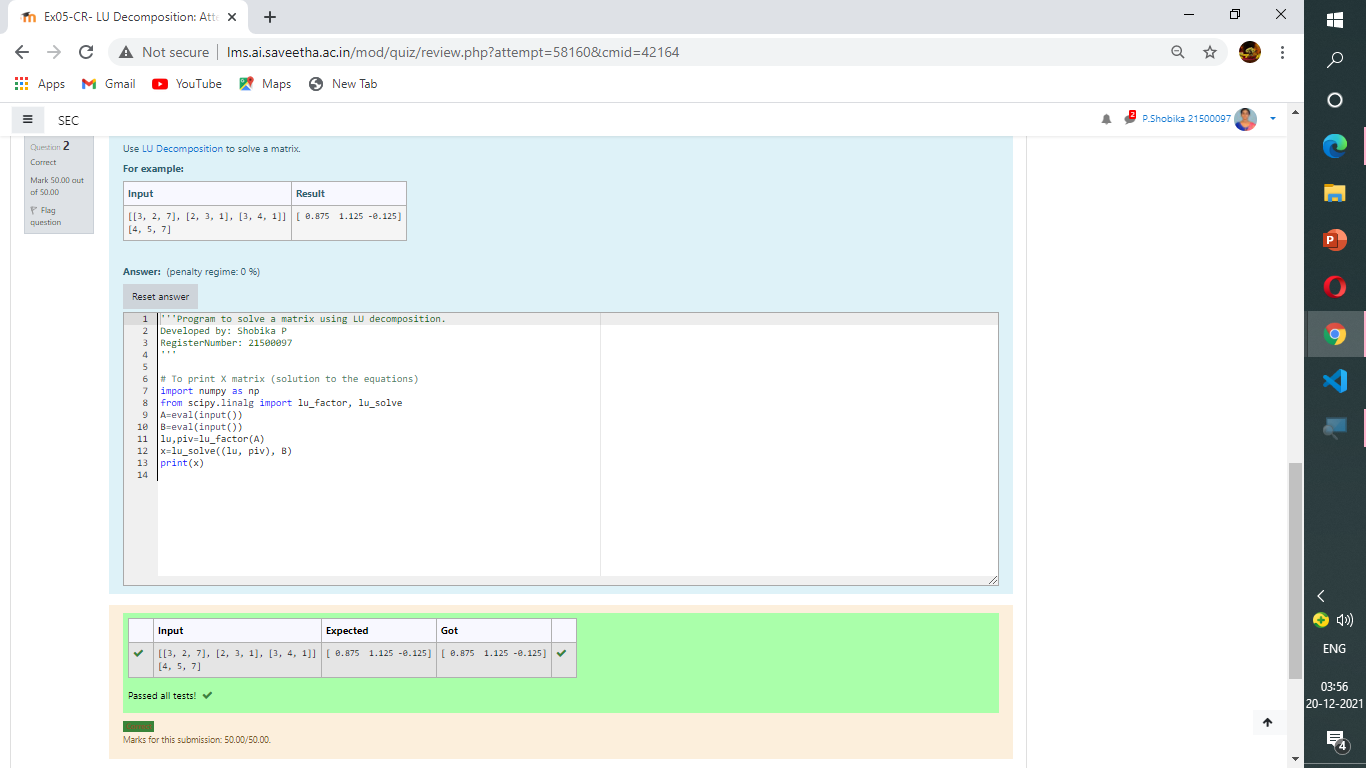 Ex05-CR- LU Decomposition: Att
Not secure | lms.ai.saveetha.ac.in/mod/quiz/review.php?attempt=58160&cmid=42164
Apps Gmail YouTube Maps New Tab
SEC
2
P.Shobika 21500097
Question 2
Correct
Mark 50.00 out
of 50.00
Flag
question
Use LU Decomposition to solve a matrix.
For example:
Input Result
[[3, 2, 7], [2, 3, 1], [3, 4, 1]] [ 0.875  1.125 -0.125]
[4, 5, 7]
Answer: (penalty regime: 0 %)
Reset answer
1 '''Program to solve a matrix using LU decomposition.
2 Developed by: Shobika P
3 RegisterNumber: 21500097
4 '''
5
6 # To print X matrix (solution to the equations)
7 import numpy as np
8 from scipy.linalg import lu_factor, lu_solve
9 A=eval(input())
10 B=eval(input())
11 lu,piv=lu_factor(A)
12 x=lu_solve((lu, piv), B)
13 print(x)
14
Input Expected Got
[[3, 2, 7], [2, 3, 1], [3, 4, 1]] [ 0.875  1.125 -0.125] [ 0.875  1.125 -0.125]
[4, 5, 7]
Passed all tests!
Marks for this submission: 50.00/50.00.
P
ENG
03:56
20-12-2021
4